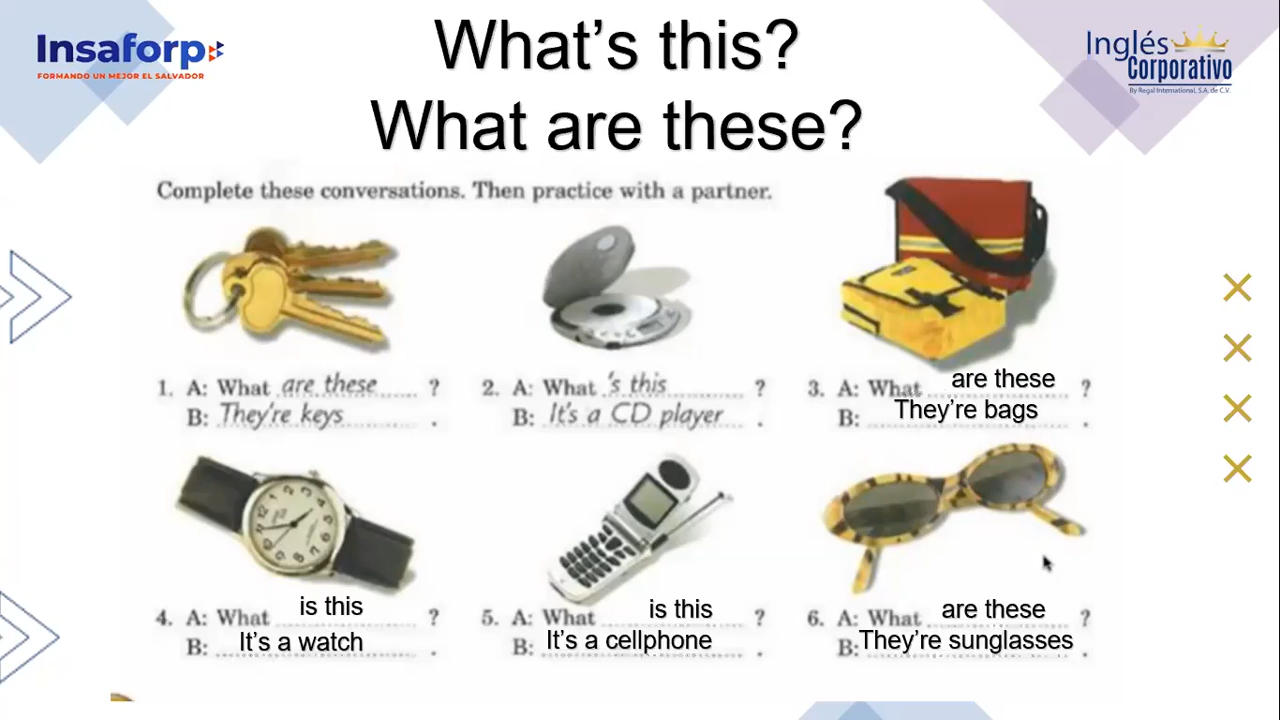 Insaforp
FORMANDO UN MEJOR EL SALVADOR
What's this?
What are these?
Inglés
Corporativo
By Regal International, S.A. de C.V.
Complete these conversations. Then practice with a partner.
1. A: What are these ?
B: They're keys .
2. A: What 's this ?
B: It's a CD player .
3. A: What are these ?
B: They're bags .
4. A: What is this ?
B: It's a watch .
5. A: What is this ?
B: It's a cellphone .
6. A: What are these ?
B: They're sunglasses .